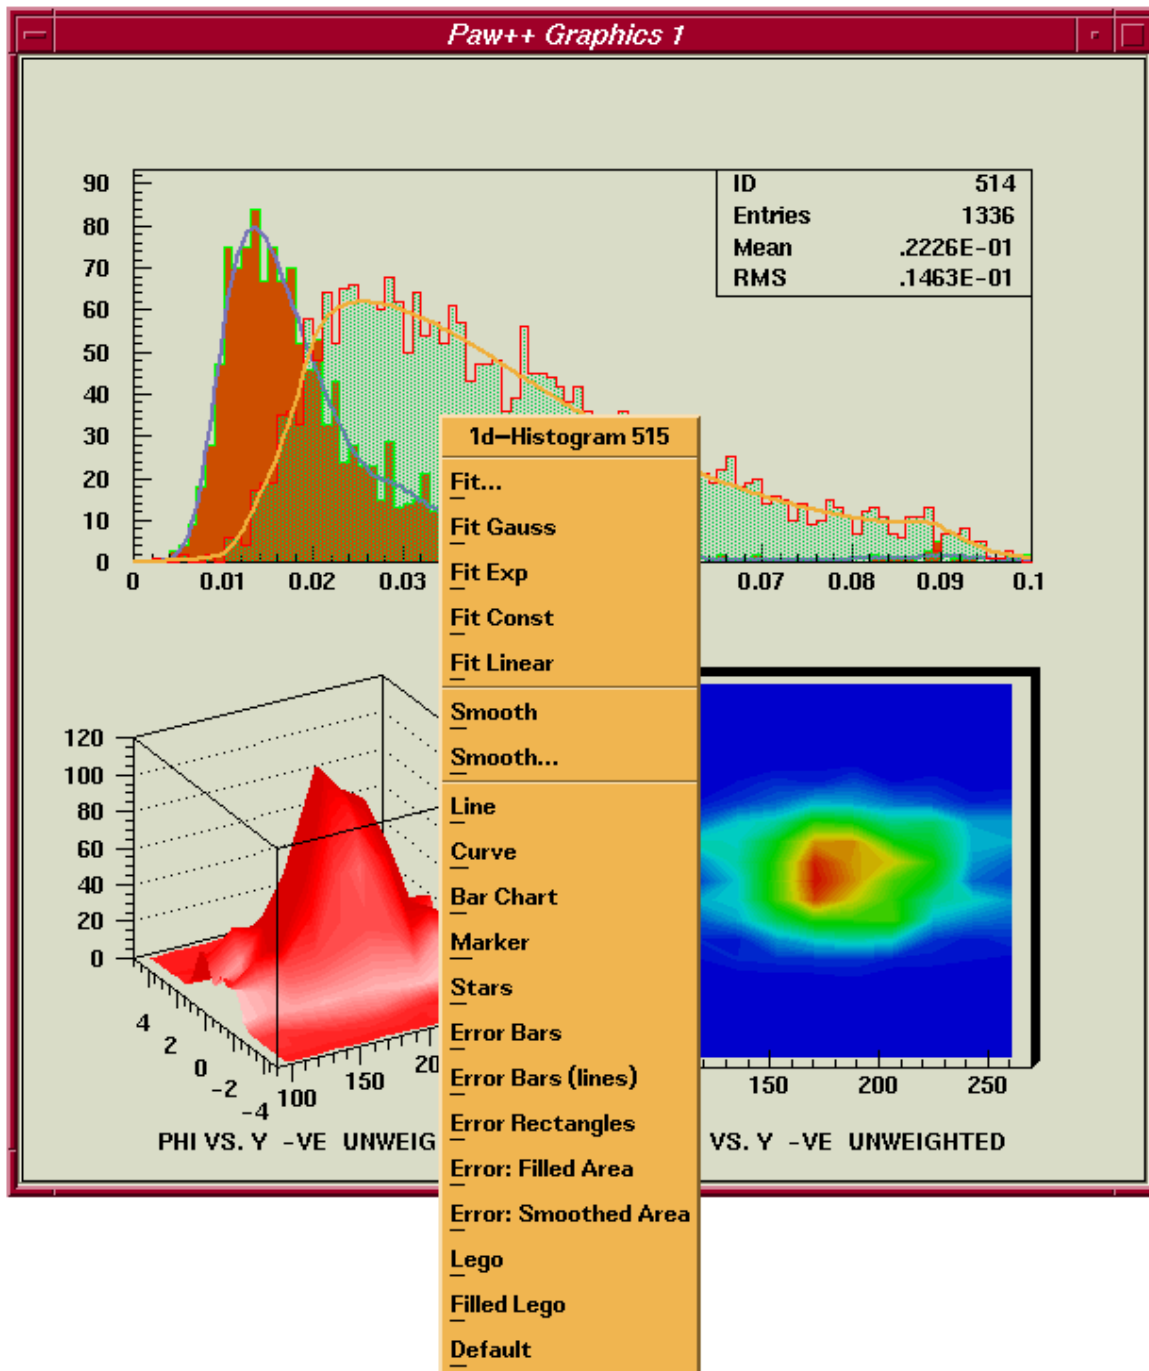 Paw++ Graphics 1
ID 514
Entries 1336
Mean .2226E-01
RMS .1463E-01
90
80
70
60
50
40
30
20
10
0
0 0.01 0.02 0.03 0.07 0.08 0.09 0.1
1d-Histogram 515
Fit...
Fit Gauss
Fit Exp
Fit Const
Fit Linear
Smooth
Smooth...
Line
Curve
Bar Chart
Marker
Stars
Error Bars
Error Bars (lines)
Error Rectangles
Error: Filled Area
Error: Smoothed Area
Lego
Filled Lego
Default
120
100
80
60
40
20
0
4
2
0
-2
-4
100 150 20
PHI VS. Y -VE UNWEIG
150 200 250
VS. Y -VE UNWEIGHTED